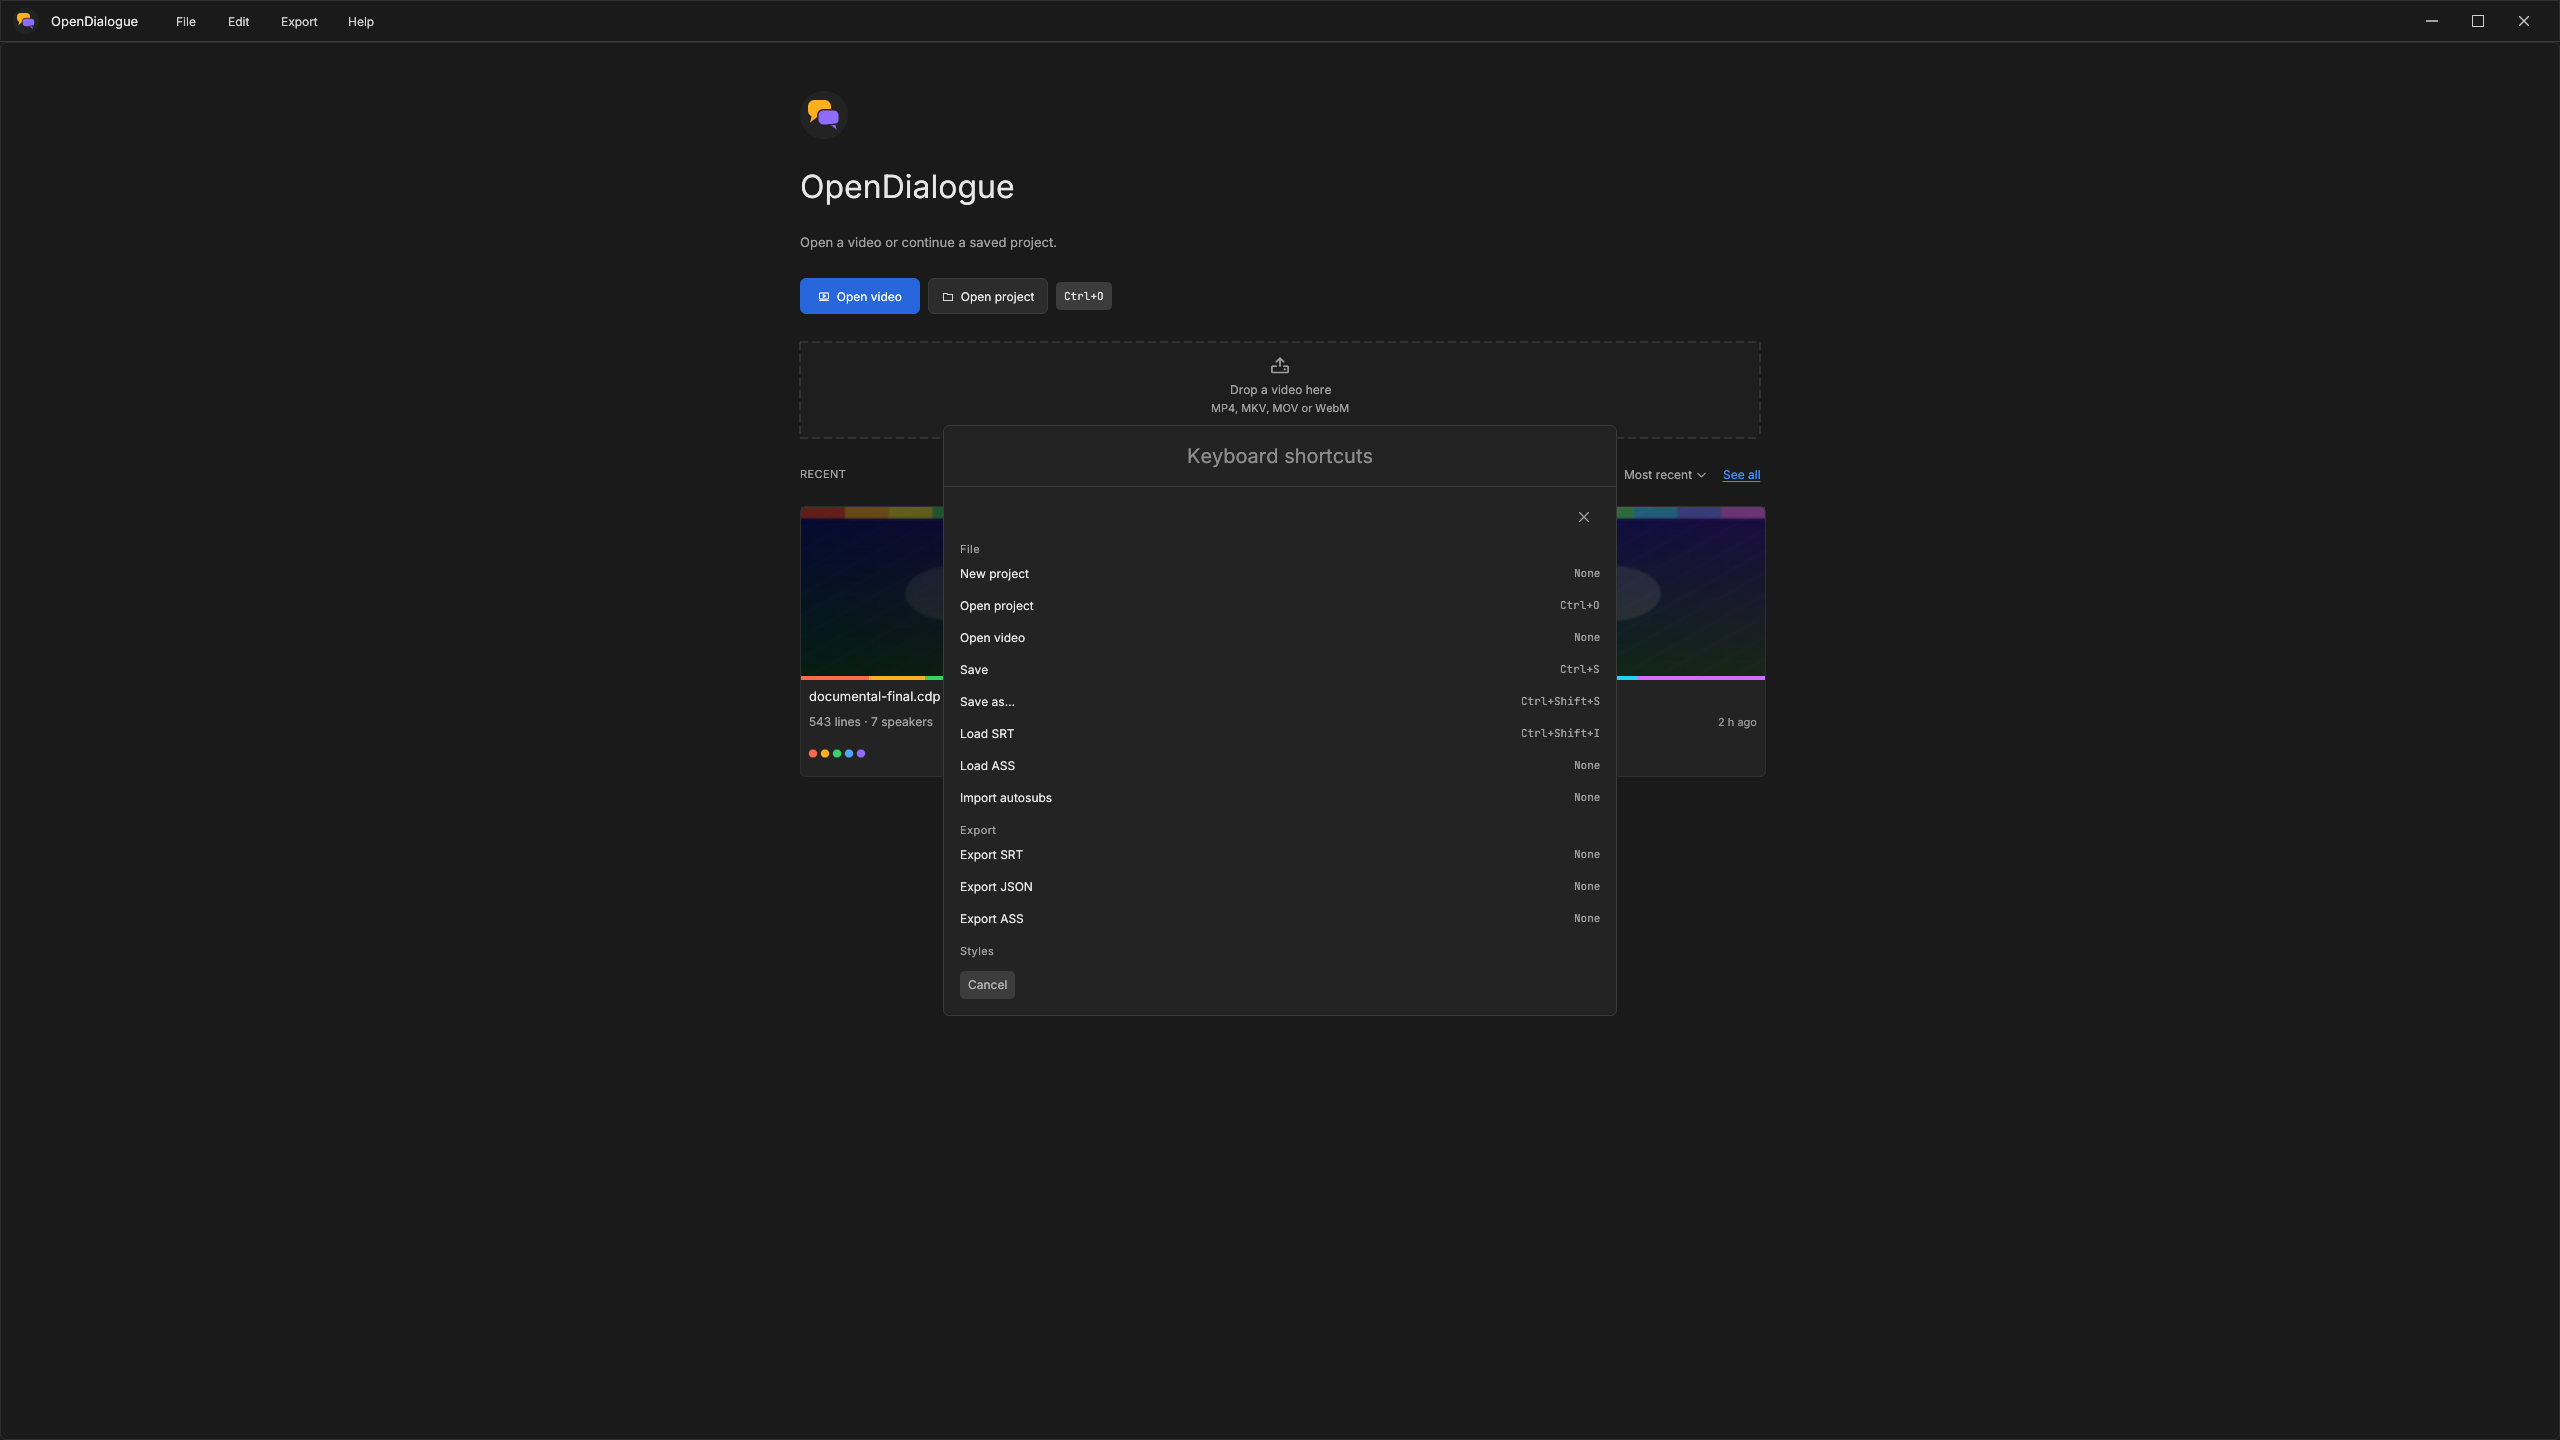 OpenDialogue File Edit Export Help
OpenDialogue
Open a video or continue a saved project.
Open video Open project Ctrl+O
Drop a video here
MP4, MKV, MOV or WebM
RECENT Most recent See all
documental-final.cdp
543 lines · 7 speakers
2 h ago
Keyboard shortcuts
File
New project None
Open project Ctrl+O
Open video None
Save Ctrl+S
Save as... Ctrl+Shift+S
Load SRT Ctrl+Shift+I
Load ASS None
Import autosubs None
Export
Export SRT None
Export JSON None
Export ASS None
Styles
Cancel